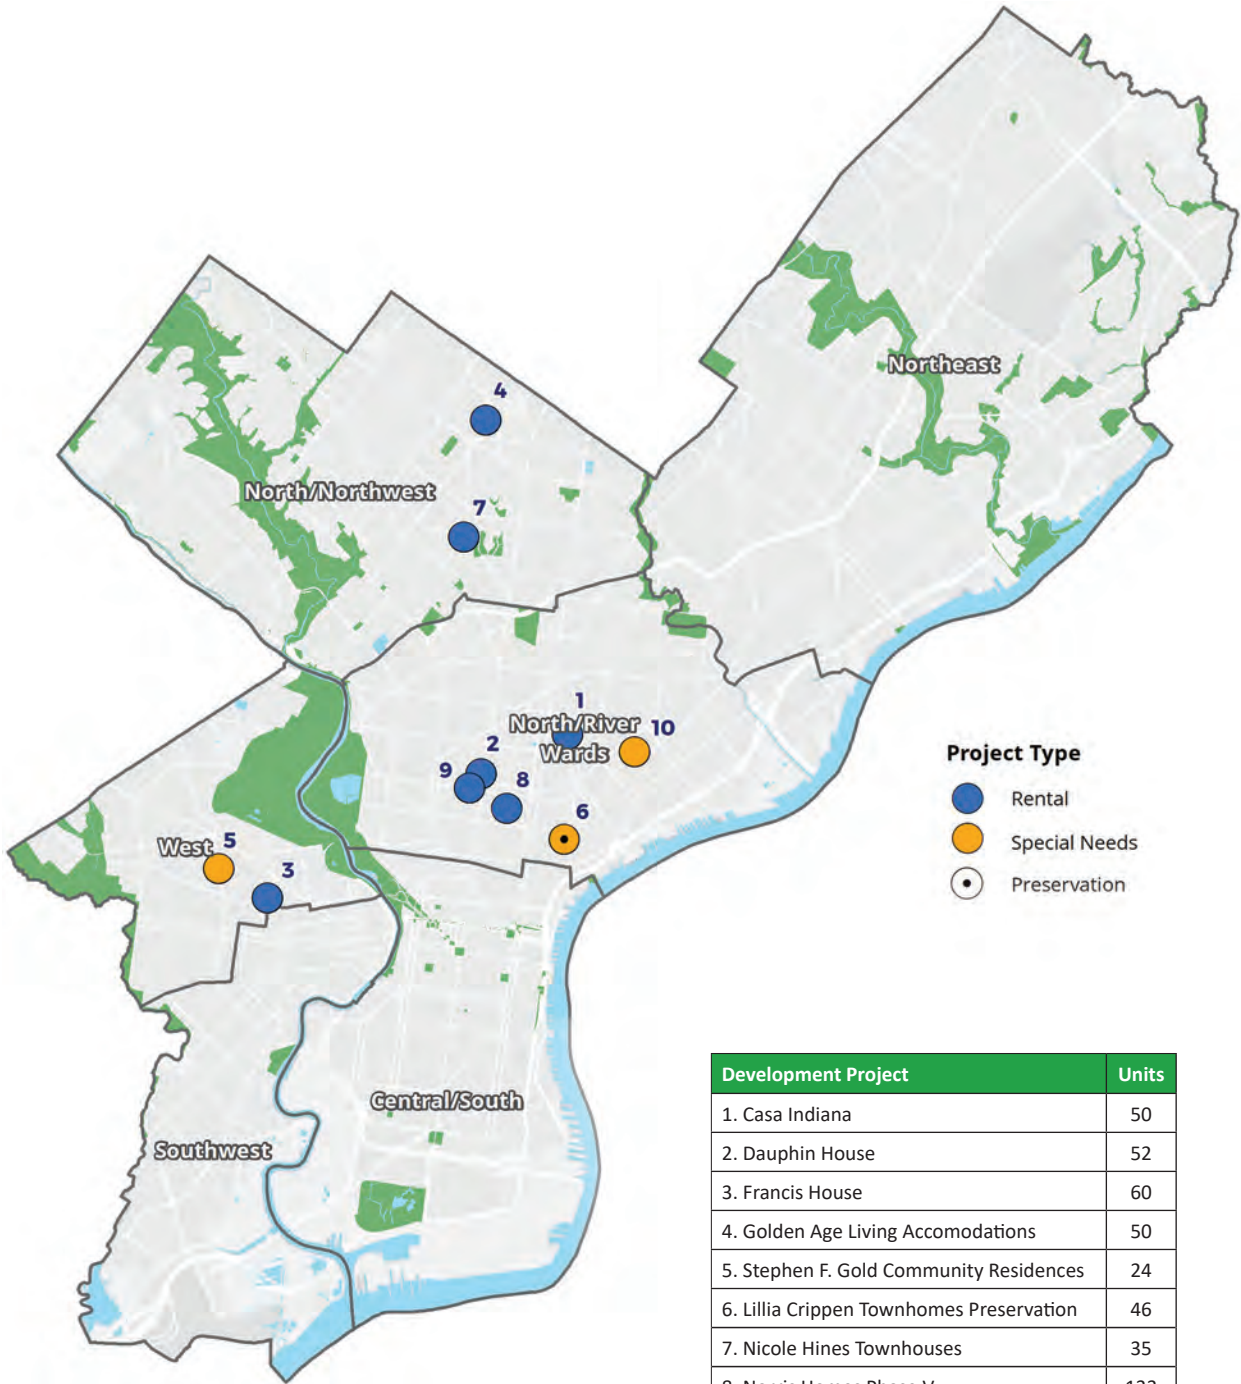 4
Northeast
North/Northwest
7
1
North/River
Wards
10
2
9
8
6
Project Type
Rental
Special Needs
Preservation
West
5
3
Central/South
Southwest
Development Project Units
1. Casa Indiana 50
2. Dauphin House 52
3. Francis House 60
4. Golden Age Living Accomodations 50
5. Stephen F. Gold Community Residences 24
6. Lillia Crippen Townhomes Preservation 46
7. Nicole Hines Townhouses 35